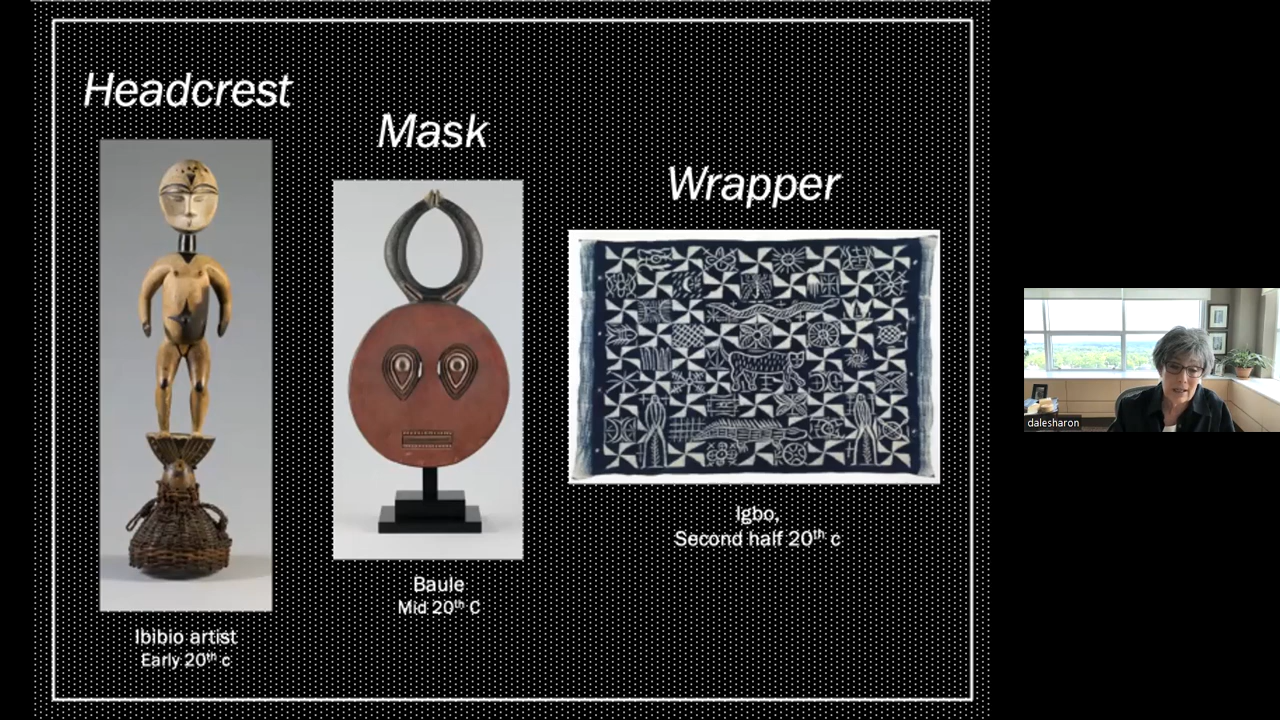 Headcrest
Mask
Wrapper
Igbo,
Second half 20th c
Baule
Mid 20th C
Ibibio artist
Early 20th c
dalesharon